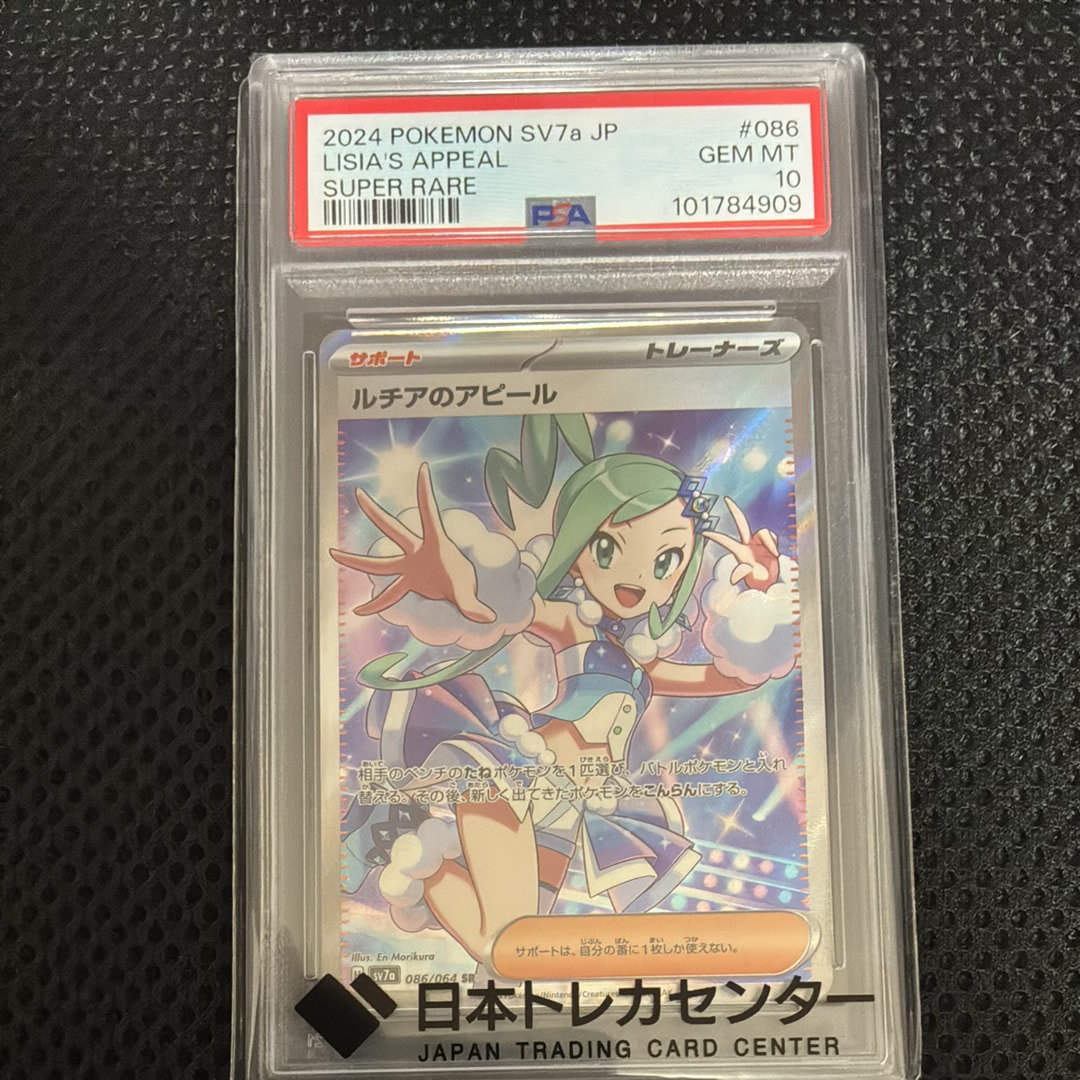 2024 POKEMON SV7a JP #086
LISIA'S APPEAL GEM MT
SUPER RARE 10
PSA 101784909
サポート トレーナーズ
ルチアのアピール
相手のベンチのたねポケモンを1匹選び、バトルポケモンと入れ
替える。その後、新しく出てきたポケモンをこんらんにする。
サポートは、自分の番に1枚しか使えない。
Illus. En Morikura
sv7a 086/064 SR
日本トレカセンター
JAPAN TRADING CARD CENTER